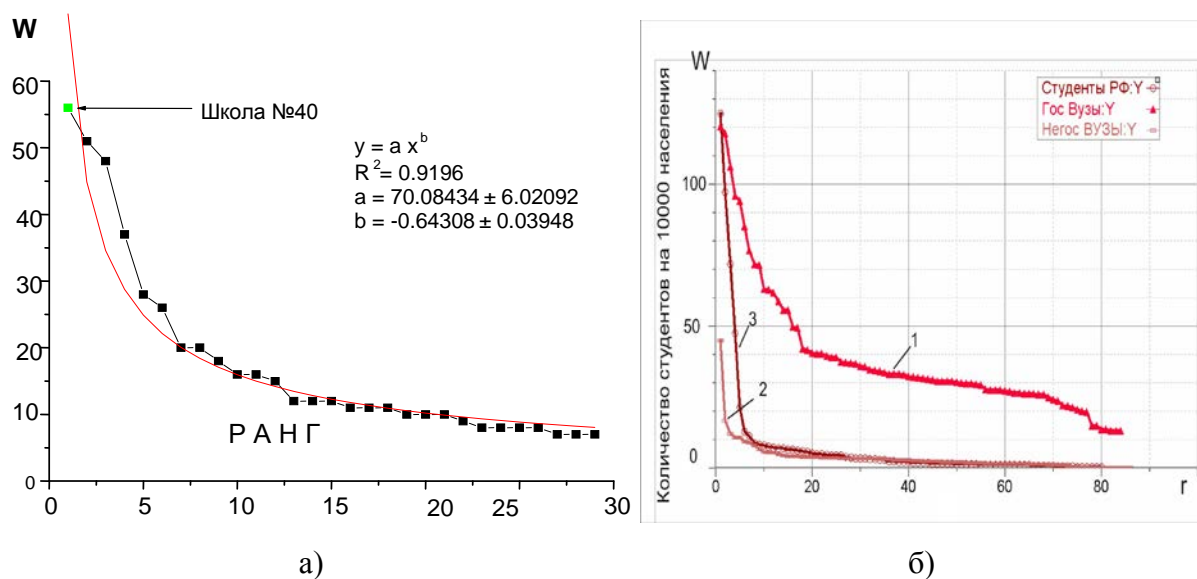 W
60
50
40
30
20
10
0
0 5 10 15 20 25 30
Школа №40
y = a x^b
R^2= 0.9196
a = 70.08434 ± 6.02092
b = -0.64308 ± 0.03948
РАНГ
а)
Количество студентов на 10000 населения
W
100
50
0
0 20 40 60 80
r
Студенты РФ:Y
Гос Вузы:Y
Негос ВУЗЫ:Y
3
1
2
б)